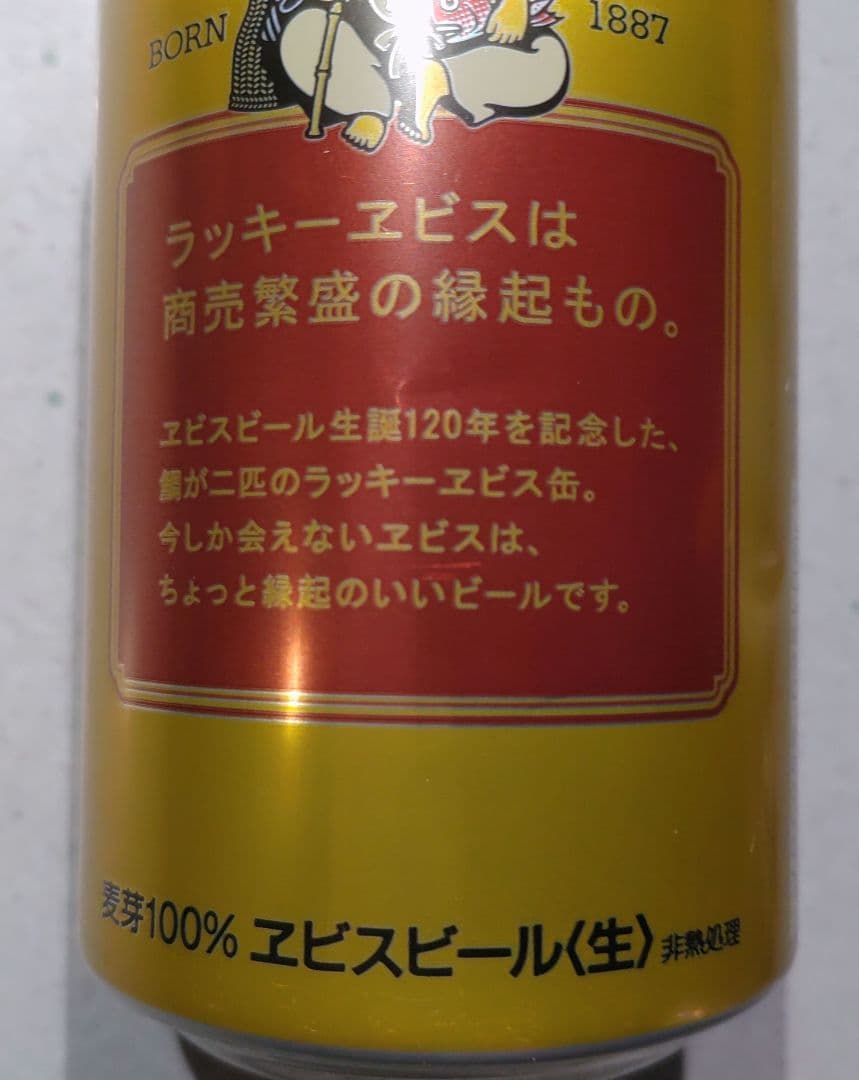 BORN 1887
ラッキーヱビスは
商売繁盛の縁起もの。
ヱビスビール生誕120年を記念した、
鯛が二匹のラッキーヱビス缶。
今しか会えないヱビスは、
ちょっと縁起のいいビールです。
麦芽100% ヱビスビール〈生〉非熱処理